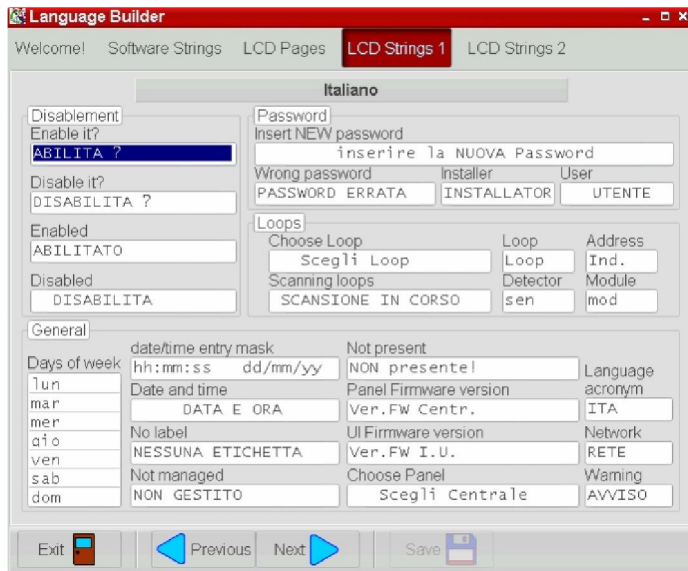 Language Builder
Welcome! Software Strings LCD Pages LCD Strings 1 LCD Strings 2
Italiano
Disablement
Enable it?
ABILITA ?
Disable it?
DISABILITA ?
Enabled
ABILITATO
Disabled
DISABILITA
Password
Insert NEW password
inserire la NUOVA Password
Wrong password Installer User
PASSWORD ERRATA INSTALLATOR UTENTE
Loops
Choose Loop Loop Address
Scegli Loop Loop Ind.
Scanning loops Detector Module
SCANSIONE IN CORSO sen mod
General
Days of week
lun
mar
mer
gio
ven
sab
dom
date/time entry mask
hh:mm:ss dd/mm/yy
Date and time
DATA E ORA
No label
NESSUNA ETICHETTA
Not managed
NON GESTITO
Not present
NON presente!
Panel Firmware version
Ver.FW Centr.
UI Firmware version
Ver.FW I.U.
Choose Panel
Scegli Centrale
Language
acronym
ITA
Network
RETE
Warning
AVVISO
Exit Previous Next Save